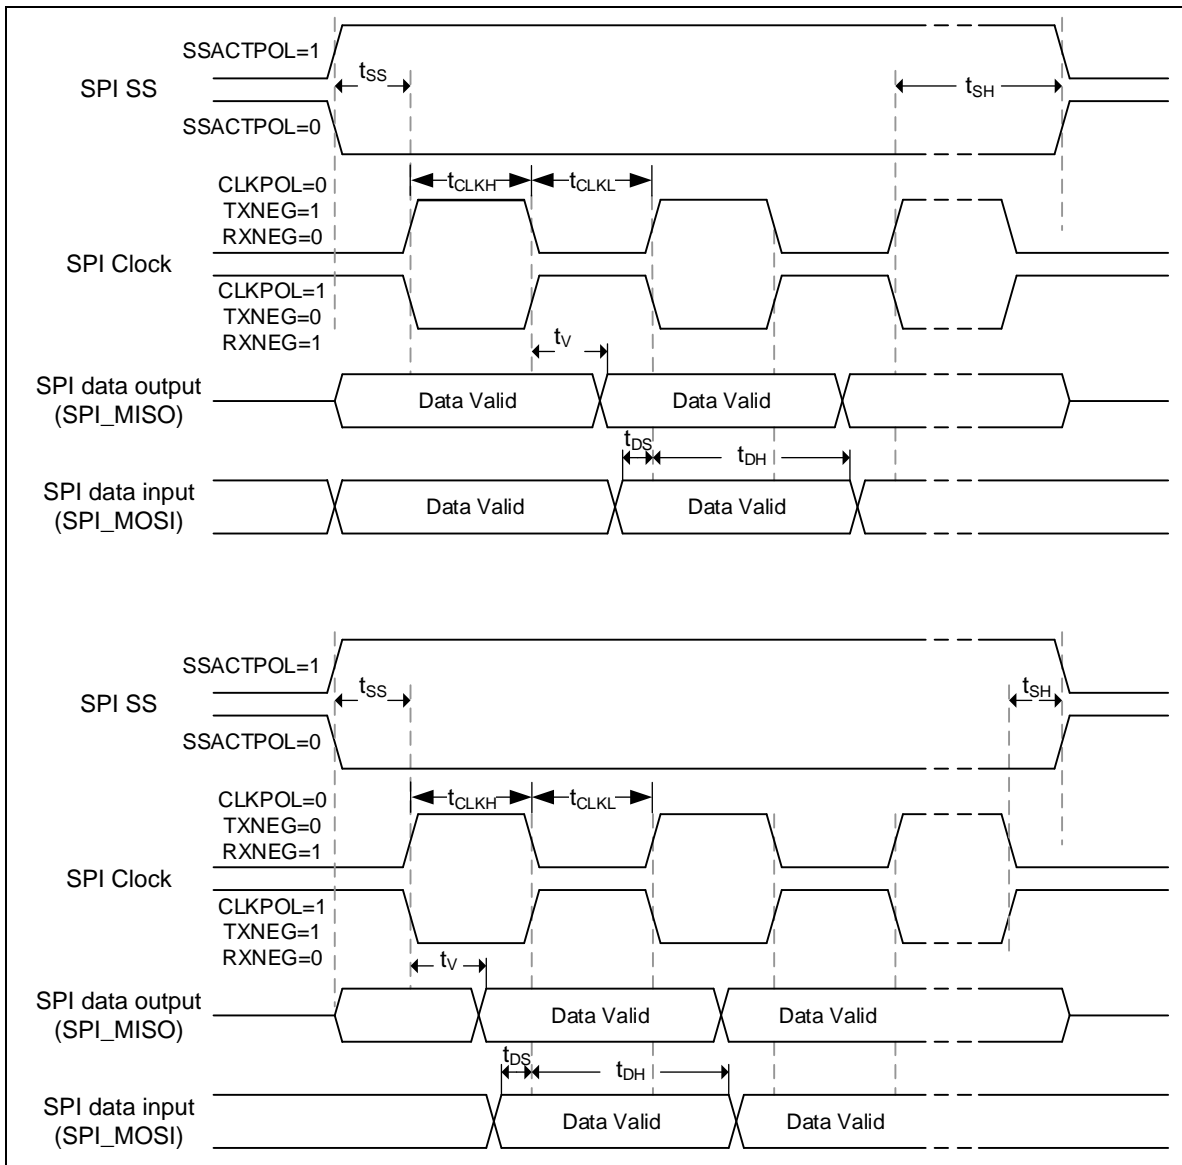 SSACTPOL=1
SPI SS
tSS
tSH
SSACTPOL=0
CLKPOL=0
TXNEG=1
RXNEG=0
tCLKH
tCLKL
SPI Clock
CLKPOL=1
TXNEG=0
RXNEG=1
tV
SPI data output
(SPI_MISO)
Data Valid
Data Valid
tDS
tDH
SPI data input
(SPI_MOSI)
Data Valid
Data Valid
SSACTPOL=1
SPI SS
tSS
tSH
SSACTPOL=0
CLKPOL=0
TXNEG=0
RXNEG=1
tCLKH
tCLKL
SPI Clock
CLKPOL=1
TXNEG=1
RXNEG=0
tV
SPI data output
(SPI_MISO)
Data Valid
Data Valid
tDS
tDH
SPI data input
(SPI_MOSI)
Data Valid
Data Valid